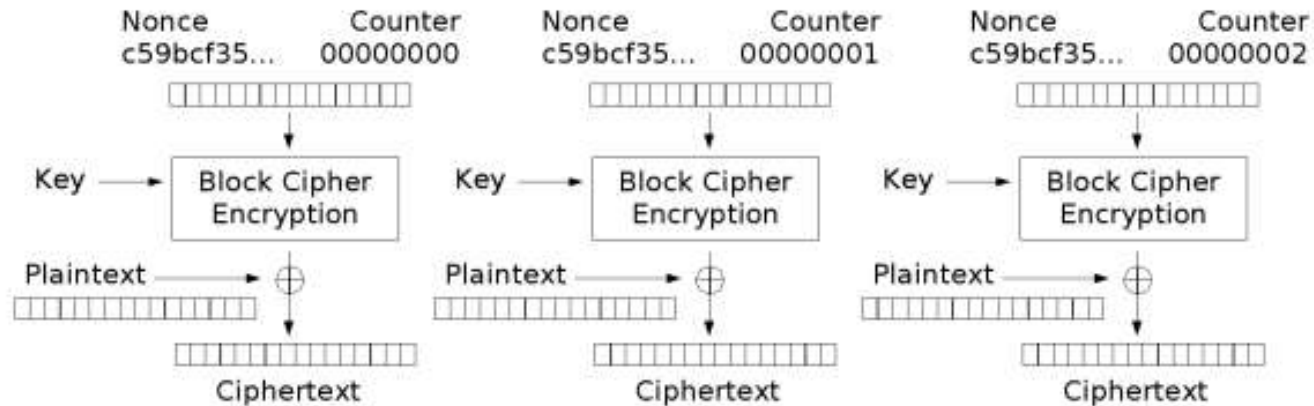 Nonce Counter Nonce Counter Nonce Counter
c59bcf35... 00000000 c59bcf35... 00000001 c59bcf35... 00000002
Key Block Cipher Key Block Cipher Key Block Cipher
Encryption Encryption Encryption
Plaintext Plaintext Plaintext
Ciphertext Ciphertext Ciphertext